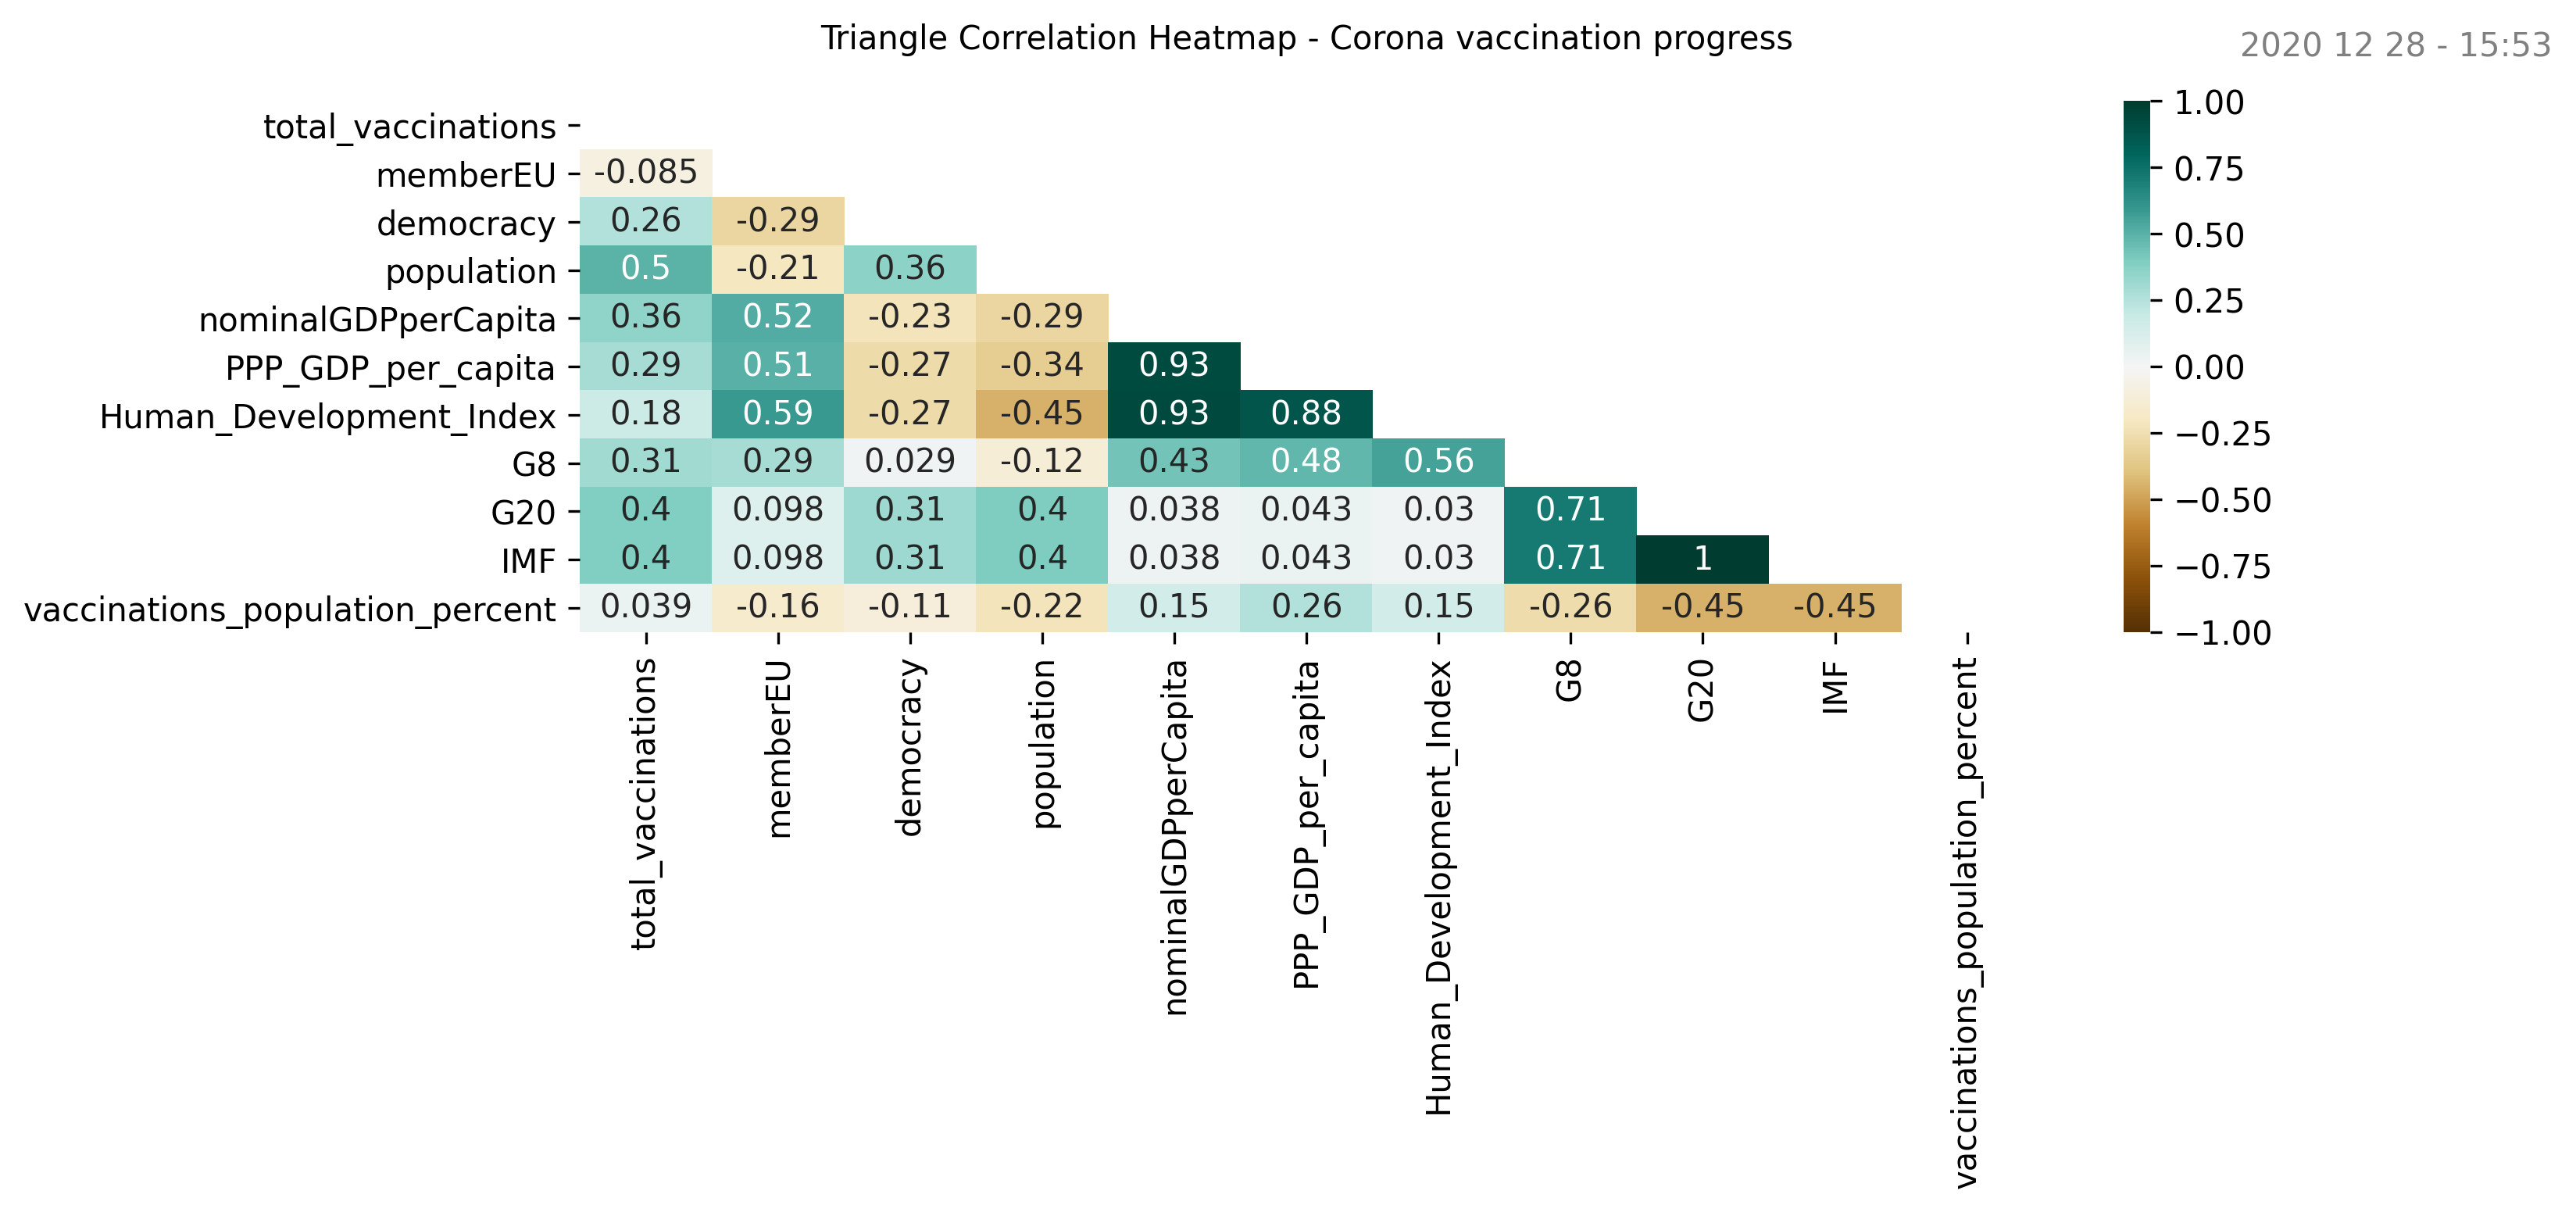 Triangle Correlation Heatmap - Corona vaccination progress
2020 12 28 - 15:53
total_vaccinations
memberEU -0.085
democracy 0.26 -0.29
population 0.5 -0.21 0.36
nominalGDPperCapita 0.36 0.52 -0.23 -0.29
PPP_GDP_per_capita 0.29 0.51 -0.27 -0.34 0.93
Human_Development_Index 0.18 0.59 -0.27 -0.45 0.93 0.88
G8 0.31 0.29 0.029 -0.12 0.43 0.48 0.56
G20 0.4 0.098 0.31 0.4 0.038 0.043 0.03 0.71
IMF 0.4 0.098 0.31 0.4 0.038 0.043 0.03 0.71 1
vaccinations_population_percent 0.039 -0.16 -0.11 -0.22 0.15 0.26 0.15 -0.26 -0.45 -0.45
total_vaccinations
memberEU
democracy
population
nominalGDPperCapita
PPP_GDP_per_capita
Human_Development_Index
G8
G20
IMF
vaccinations_population_percent
1.00
0.75
0.50
0.25
0.00
−0.25
−0.50
−0.75
−1.00